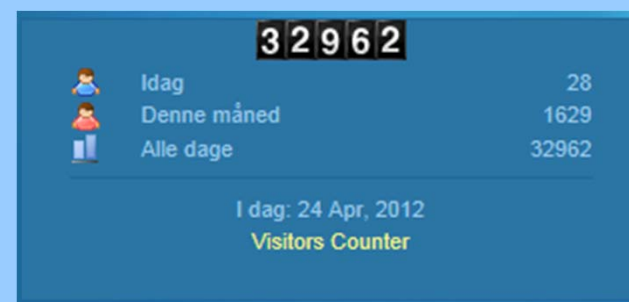 32962
Idag 28
Denne måned 1629
Alle dage 32962
I dag: 24 Apr, 2012
Visitors Counter